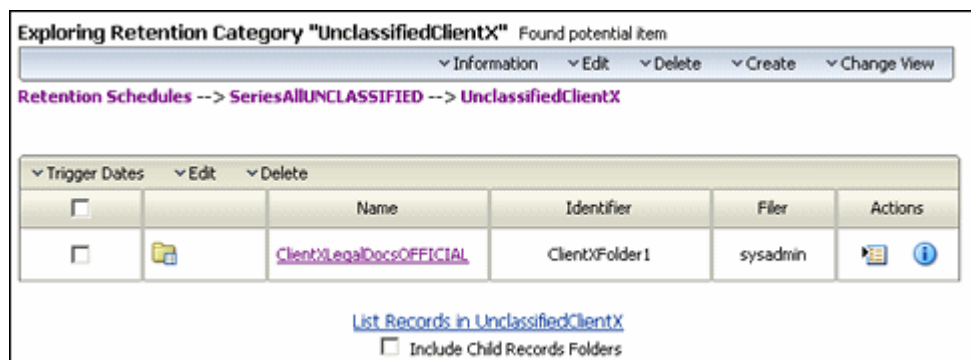 Exploring Retention Category "UnclassifiedClientX" Found potential item
Information Edit Delete Create Change View
Retention Schedules --> SeriesAllUNCLASSIFIED --> UnclassifiedClientX
Trigger Dates Edit Delete
Name Identifier Filer Actions
ClientXLegalDocsOFFICIAL ClientXFolder1 sysadmin
List Records in UnclassifiedClientX
Include Child Records Folders